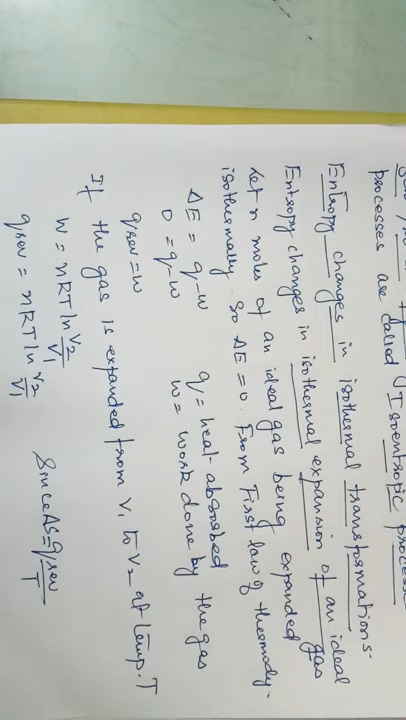 processes are called Isoentropic process
Entropy changes in isothermal transformations-
Entropy changes in isothermal expansion of an ideal gas
Let n moles of an ideal gas being expanded
isothermally. So ΔE = 0. From First law of thermody-
ΔE = q-w q = heat absorbed
0 = q-w w = work done by the gas
qrev = w
If the gas is expanded from V1 to V2 at temp. T
W = nRT ln V2/V1
qrev = nRT ln V2/V1 Since ΔS = qrev/T